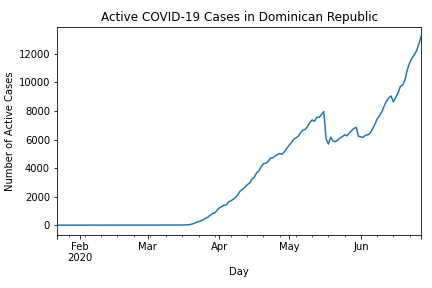 Active COVID-19 Cases in Dominican Republic
Number of Active Cases
12000
10000
8000
6000
4000
2000
0
Feb Mar Apr May Jun
2020
Day